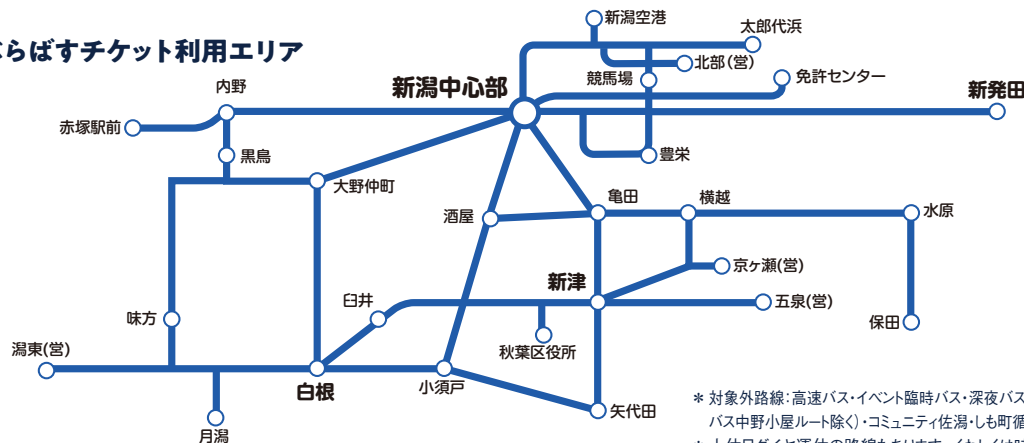 ぶらばすチケット利用エリア
新潟空港
太郎代浜
北部(営)
競馬場
免許センター
新潟中心部
新発田
内野
赤塚駅前
黒鳥
豊栄
大野仲町
酒屋
亀田
横越
水原
京ヶ瀬(営)
新津
臼井
五泉(営)
味方
保田
秋葉区役所
潟東(営)
白根
小須戸
矢代田
月潟
＊ 対象外路線：高速バス・イベント臨時バス・深夜バス
バス中野小屋ルート除く)・コミュニティ佐潟・しも町循